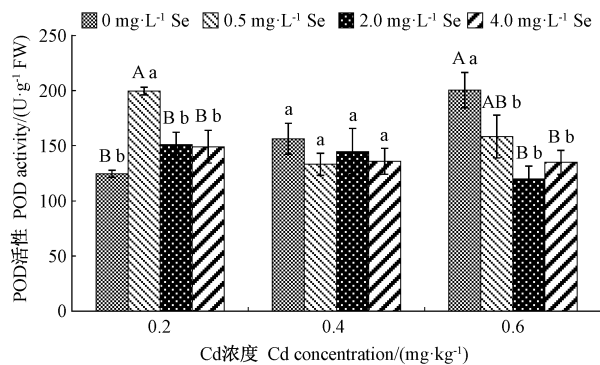 0 mg·L⁻¹ Se 0.5 mg·L⁻¹ Se 2.0 mg·L⁻¹ Se 4.0 mg·L⁻¹ Se
POD活性 POD activity/(U·g⁻¹ FW)
250
200
150
100
50
0
B b A a B b B b
a a a a
A a AB b B b B b
0.2 0.4 0.6
Cd浓度 Cd concentration/(mg·kg⁻¹)